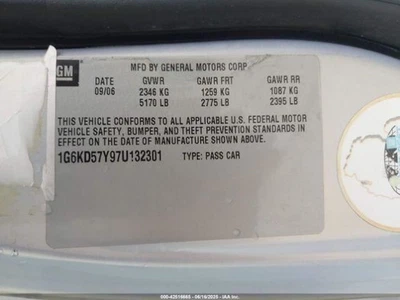 GM
MFD BY GENERAL MOTORS CORP
DATE GVWR GAWR FRT GAWR RR
09/06 2346 KG 1259 KG 1087 KG
5170 LB 2775 LB 2395 LB
THIS VEHICLE CONFORMS TO ALL APPLICABLE U.S. FEDERAL MOTOR
VEHICLE SAFETY, BUMPER, AND THEFT PREVENTION STANDARDS IN
EFFECT ON THE DATE OF MANUFACTURE SHOWN ABOVE.
1G6KD57Y97U132301 TYPE: PASS CAR